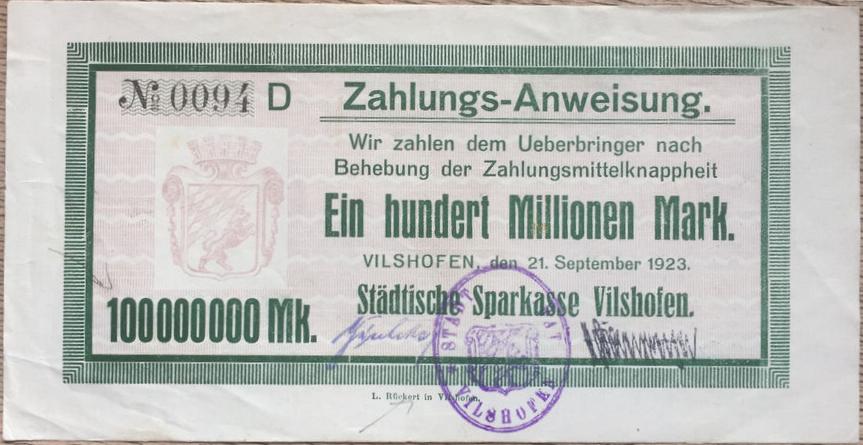 № 0094 D
Zahlungs-Anweisung.
Wir zahlen dem Ueberbringer nach
Behebung der Zahlungsmittelknappheit
Ein hundert Millionen Mark.
VILSHOFEN, den 21. September 1923.
Städtische Sparkasse Vilshofen.
100000000 Mk.
STADTRAT
VILSHOFEN
L. Rückert in Vilshofen.